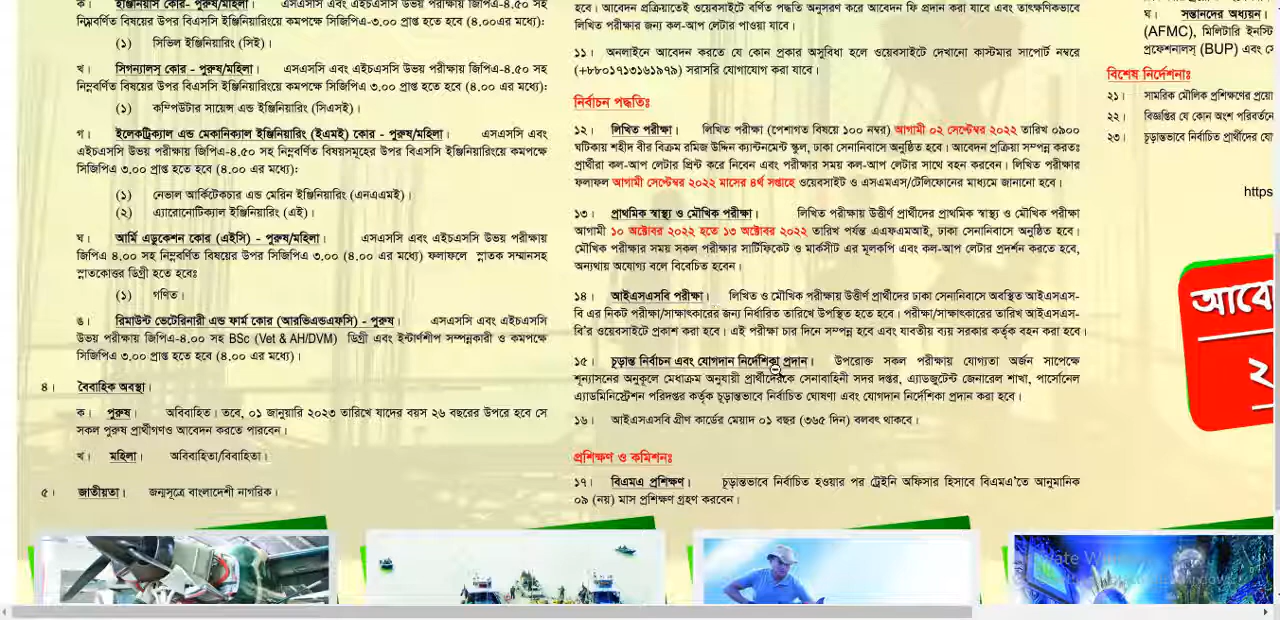 ক। ইঞ্জিনিয়ার্স কোর- পুরুষ/মহিলা। এসএসসি এবং এইচএসসি উভয় পরীক্ষায় জিপিএ-৪.৫০ সহ
নিম্নবর্ণিত বিষয়ের উপর বিএসসি ইঞ্জিনিয়ারিংয়ে কমপক্ষে সিজিপিএ-৩.০০ প্রাপ্ত হতে হবে (৪.০০এর মধ্যে):
(১) সিভিল ইঞ্জিনিয়ারিং (সিই)।
খ। সিগন্যালস্ কোর - পুরুষ/মহিলা। এসএসসি এবং এইচএসসি উভয় পরীক্ষায় জিপিএ-৪.৫০ সহ
নিম্নবর্ণিত বিষয়ের উপর বিএসসি ইঞ্জিনিয়ারিংয়ে কমপক্ষে সিজিপিএ ৩.০০ প্রাপ্ত হতে হবে (৪.০০ এর মধ্যে):
(১) কম্পিউটার সায়েন্স এন্ড ইঞ্জিনিয়ারিং (সিএসই)।
গ। ইলেকট্রিক্যাল এন্ড মেকানিক্যাল ইঞ্জিনিয়ারিং (ইএমই) কোর - পুরুষ/মহিলা। এসএসসি এবং
এইচএসসি উভয় পরীক্ষায় জিপিএ-৪.৫০ সহ নিম্নবর্ণিত বিষয়সমূহের উপর বিএসসি ইঞ্জিনিয়ারিংয়ে কমপক্ষে
সিজিপিএ ৩.০০ প্রাপ্ত হতে হবে (৪.০০ এর মধ্যে):
(১) নেভাল আর্কিটেকচার এন্ড মেরিন ইঞ্জিনিয়ারিং (এনএএমই)।
(২) এ্যারোনোটিক্যাল ইঞ্জিনিয়ারিং (এই)।
ঘ। আর্মি এডুকেশন কোর (এইসি) - পুরুষ/মহিলা। এসএসসি এবং এইচএসসি উভয় পরীক্ষায়
জিপিএ ৪.০০ সহ নিম্নবর্ণিত বিষয়ের উপর সিজিপিএ ৩.০০ (৪.০০ এর মধ্যে) ফলাফলে স্নাতক সম্মানসহ
স্নাতকোত্তর ডিগ্রী হতে হবেঃ
(১) গণিত।
ঙ। রিমাউন্ট ভেটেরিনারী এন্ড ফার্ম কোর (আরভিএন্ডএফসি) - পুরুষ। এসএসসি এবং এইচএসসি
উভয় পরীক্ষায় জিপিএ-৪.০০ সহ BSc (Vet & AH/DVM) ডিগ্রী এবং ইন্টার্ণশীপ সম্পন্নকারী ও কমপক্ষে
সিজিপিএ ৩.০০ প্রাপ্ত হতে হবে (৪.০০ এর মধ্যে)।
৪। বৈবাহিক অবস্থা।
ক। পুরুষ। অবিবাহিত। তবে, ০১ জানুয়ারি ২০২৩ তারিখে যাদের বয়স ২৬ বছরের উপরে হবে সে
সকল পুরুষ প্রার্থীগণও আবেদন করতে পারবেন।
খ। মহিলা। অবিবাহিতা/বিবাহিতা।
৫। জাতীয়তা। জন্মসূত্রে বাংলাদেশী নাগরিক।
হবে। আবেদন প্রক্রিয়াতেই ওয়েবসাইটে বর্ণিত পদ্ধতি অনুসরণ করে আবেদন ফি প্রদান করা যাবে এবং তাৎক্ষণিকভাবে
লিখিত পরীক্ষার জন্য কল-আপ লেটার পাওয়া যাবে।
১১। অনলাইনে আবেদন করতে যে কোন প্রকার অসুবিধা হলে ওয়েবসাইটে দেখানো কাস্টমার সাপোর্ট নম্বরে
(+৮৮০১৭১৩১৬১৯৭৯) সরাসরি যোগাযোগ করা যাবে।
নির্বাচন পদ্ধতিঃ
১২। লিখিত পরীক্ষা। লিখিত পরীক্ষা (পেশাগত বিষয়ে ১০০ নম্বর) আগামী ০২ সেপ্টেম্বর ২০২২ তারিখ ০৯০০
ঘটিকায় শহীদ বীর বিক্রম রমিজ উদ্দিন ক্যান্টনমেন্ট স্কুল, ঢাকা সেনানিবাসে অনুষ্ঠিত হবে। আবেদন প্রক্রিয়া সম্পন্ন করতঃ
প্রার্থীরা কল-আপ লেটার প্রিন্ট করে নিবেন এবং পরীক্ষার সময় কল-আপ লেটার সাথে বহন করবেন। লিখিত পরীক্ষার
ফলাফল আগামী সেপ্টেম্বর ২০২২ মাসের ৪র্থ সপ্তাহে ওয়েবসাইট ও এসএমএস/টেলিফোনের মাধ্যমে জানানো হবে।
১৩। প্রাথমিক স্বাস্থ্য ও মৌখিক পরীক্ষা। লিখিত পরীক্ষায় উত্তীর্ণ প্রার্থীদের প্রাথমিক স্বাস্থ্য ও মৌখিক পরীক্ষা
আগামী ১০ অক্টোবর ২০২২ হতে ১৩ অক্টোবর ২০২২ তারিখ পর্যন্ত এএফএমআই, ঢাকা সেনানিবাসে অনুষ্ঠিত হবে।
মৌখিক পরীক্ষার সময় সকল পরীক্ষার সার্টিফিকেট ও মার্কসীট এর মূলকপি এবং কল-আপ লেটার প্রদর্শন করতে হবে,
অন্যথায় অযোগ্য বলে বিবেচিত হবেন।
১৪। আইএসএসবি পরীক্ষা। লিখিত ও মৌখিক পরীক্ষায় উত্তীর্ণ প্রার্থীদের ঢাকা সেনানিবাসে অবস্থিত আইএসএস-
বি এর নিকট পরীক্ষা/সাক্ষাৎকারের জন্য নির্ধারিত তারিখে উপস্থিত হতে হবে। পরীক্ষা/সাক্ষাৎকারের তারিখ আইএসএস-
বি'র ওয়েবসাইটে প্রকাশ করা হবে। এই পরীক্ষা চার দিনে সম্পন্ন হবে এবং যাবতীয় ব্যয় সরকার কর্তৃক বহন করা হবে।
১৫। চূড়ান্ত নির্বাচন এবং যোগদান নির্দেশিকা প্রদান। উপরোক্ত সকল পরীক্ষায় যোগ্যতা অর্জন সাপেক্ষে
শূন্যাসনের অনুকূলে মেধাক্রম অনুযায়ী প্রার্থীদেরকে সেনাবাহিনী সদর দপ্তর, এ্যাডজুটেন্ট জেনারেল শাখা, পার্সোনেল
এ্যাডমিনিস্ট্রেশন পরিদপ্তর কর্তৃক চূড়ান্তভাবে নির্বাচিত ঘোষণা এবং যোগদান নির্দেশিকা প্রদান করা হবে।
১৬। আইএসএসবি গ্রীণ কার্ডের মেয়াদ ০১ বছর (৩৬৫ দিন) বলবৎ থাকবে।
প্রশিক্ষণ ও কমিশনঃ
১৭। বিএমএ প্রশিক্ষণ। চূড়ান্তভাবে নির্বাচিত হওয়ার পর ট্রেইনি অফিসার হিসাবে বিএমএ'তে আনুমানিক
০৯ (নয়) মাস প্রশিক্ষণ গ্রহণ করবেন।
ঘ। সন্তানদের অধ্যয়ন।
(AFMC), মিলিটারি ইনস্টি
প্রফেশনালস্ (BUP) এবং সে
বিশেষ নির্দেশনাঃ
২১। সামরিক মৌলিক প্রশিক্ষণের প্রয়ো
২২। বিজ্ঞপ্তির যে কোন অংশ পরিবর্তন
২৩। চূড়ান্তভাবে নির্বাচিত প্রার্থীদের যো
https
আবে
২